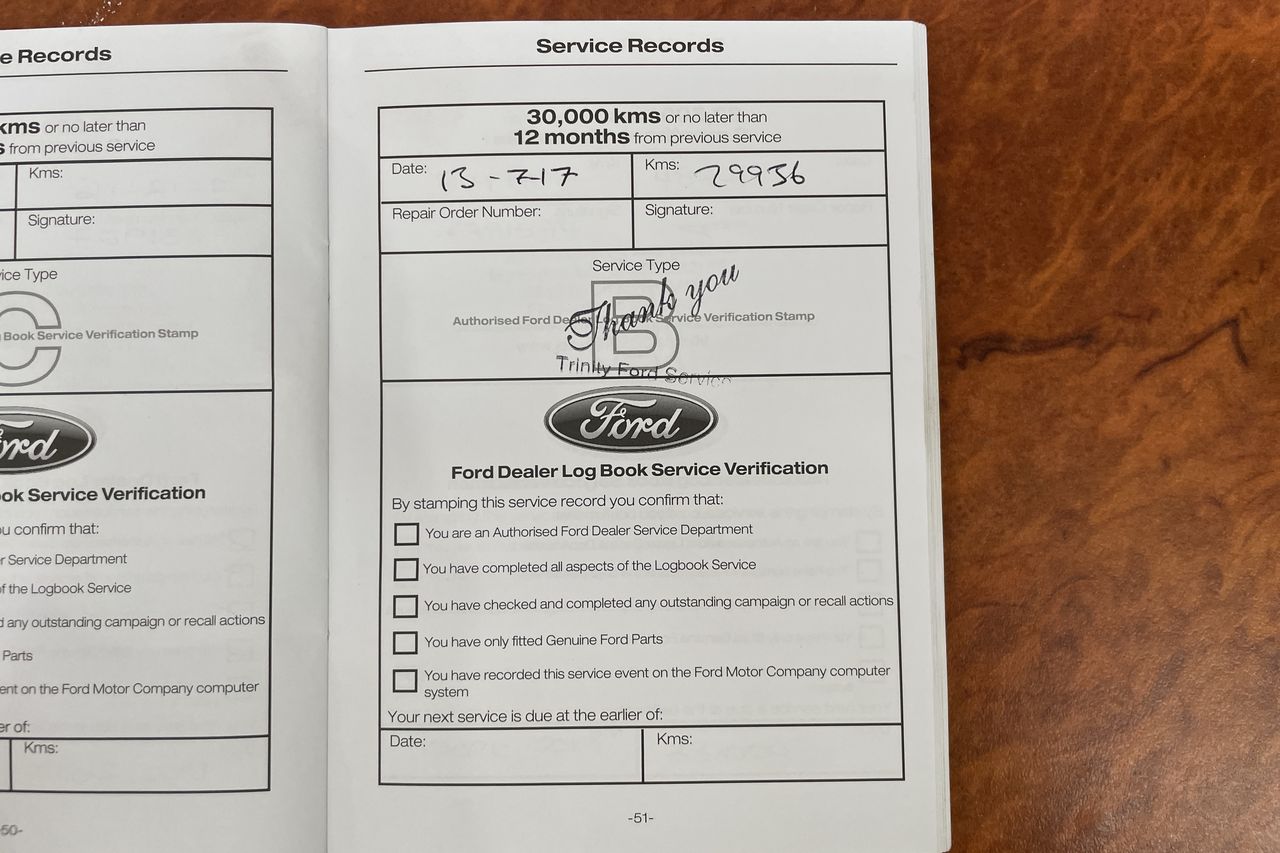 e Records
kms or no later than
s from previous service
Kms:
Signature:
ice Type
C
Book Service Verification Stamp
ord
ok Service Verification
u confirm that:
r Service Department
of the Logbook Service
d any outstanding campaign or recall actions
Parts
ent on the Ford Motor Company computer
er of:
Kms:
-50-
Service Records
30,000 kms or no later than
12 months from previous service
Date: 13-7-17
Kms: 29936
Repair Order Number:
Signature:
Service Type
B
Authorised Ford Dealer Log Book Service Verification Stamp
Thank you
Trinity Ford Service
Ford
Ford Dealer Log Book Service Verification
By stamping this service record you confirm that:
You are an Authorised Ford Dealer Service Department
You have completed all aspects of the Logbook Service
You have checked and completed any outstanding campaign or recall actions
You have only fitted Genuine Ford Parts
You have recorded this service event on the Ford Motor Company computer
system
Your next service is due at the earlier of:
Date:
Kms:
-51-